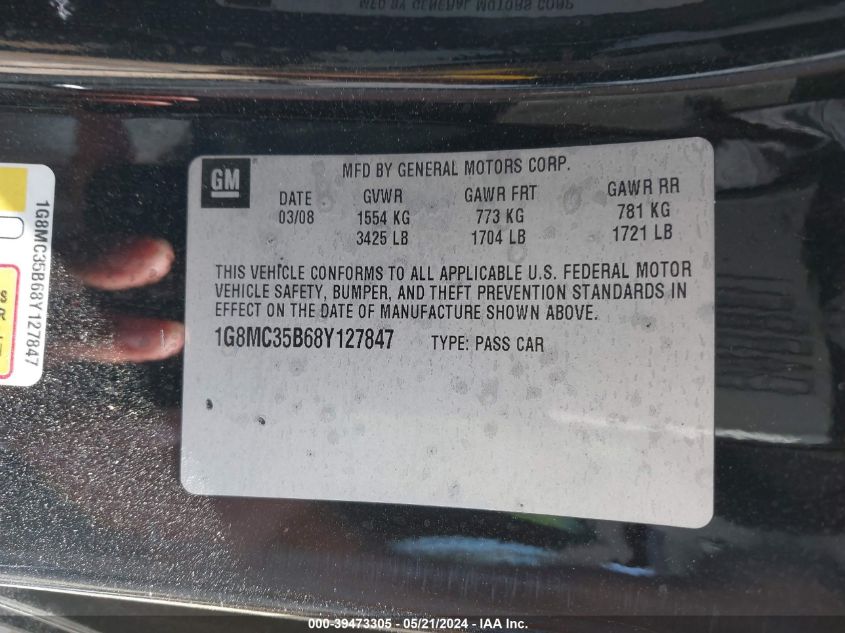 GM
MFD BY GENERAL MOTORS CORP.
DATE GVWR GAWR FRT GAWR RR
03/08 1554 KG 773 KG 781 KG
3425 LB 1704 LB 1721 LB
THIS VEHICLE CONFORMS TO ALL APPLICABLE U.S. FEDERAL MOTOR
VEHICLE SAFETY, BUMPER, AND THEFT PREVENTION STANDARDS IN
EFFECT ON THE DATE OF MANUFACTURE SHOWN ABOVE.
1G8MC35B68Y127847 TYPE: PASS CAR
1G8MC35B68Y127847
000-39473305 - 05/21/2024 - IAA Inc.